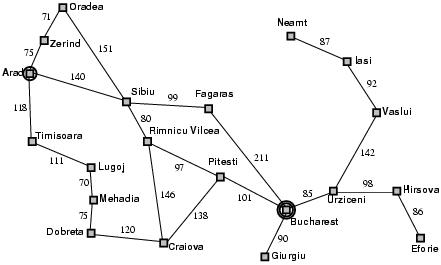 Oradea
71
Neamt
Zerind
87
75
151
Iasi
Arad
140
92
Sibiu
99
Fagaras
118
Vaslui
80
Timisoara
Rimnicu Vilcea
111
142
211
Lugoj
97
Pitesti
70
98
Hirsova
85
146
101
Mehadia
Urziceni
75
138
86
Bucharest
Dobreta
120
90
Craiova
Eforie
Giurgiu